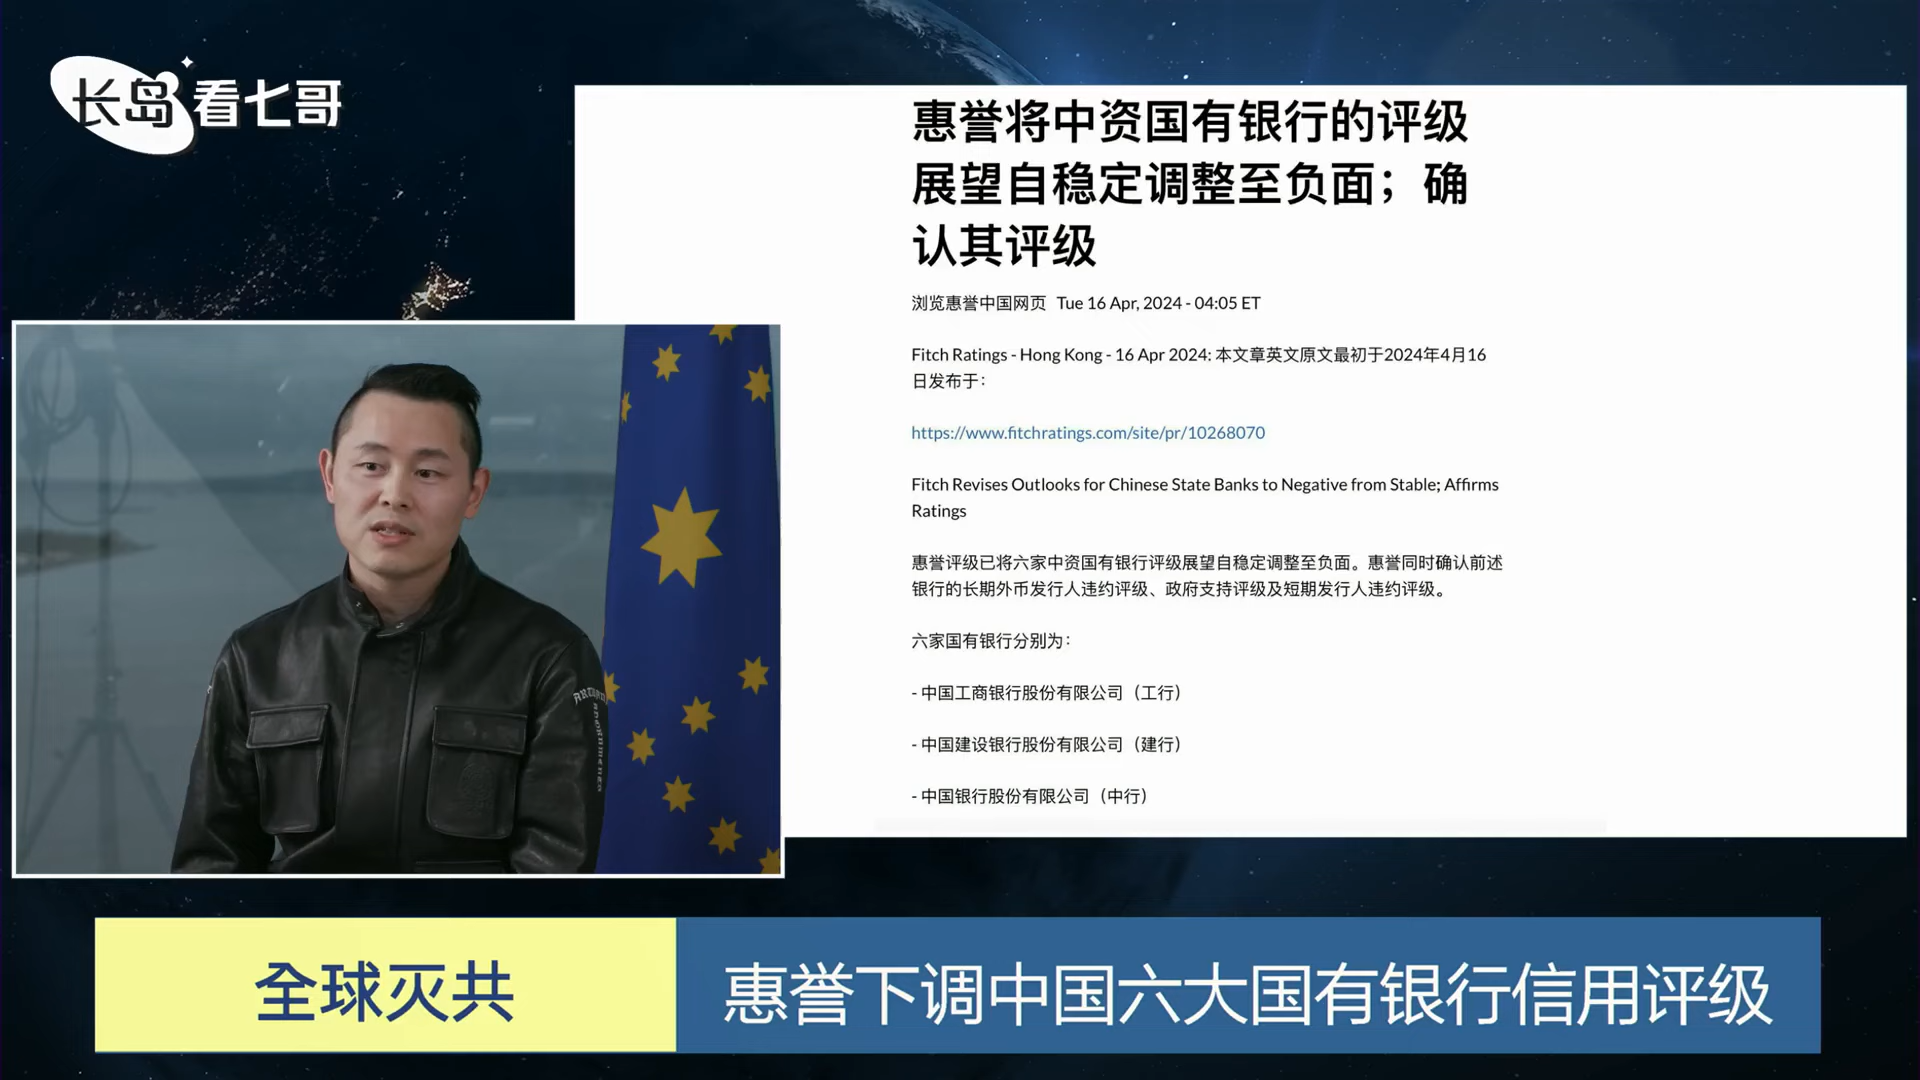 长岛看七哥
惠誉将中资国有银行的评级
展望自稳定调整至负面；确
认其评级
浏览惠誉中国网页 Tue 16 Apr, 2024 - 04:05 ET
Fitch Ratings - Hong Kong - 16 Apr 2024: 本文章英文原文最初于2024年4月16
日发布于：
https://www.fitchratings.com/site/pr/10268070
Fitch Revises Outlooks for Chinese State Banks to Negative from Stable; Affirms
Ratings
惠誉评级已将六家中资国有银行评级展望自稳定调整至负面。惠誉同时确认前述
银行的长期外币发行人违约评级、政府支持评级及短期发行人违约评级。
六家国有银行分别为：
- 中国工商银行股份有限公司（工行）
- 中国建设银行股份有限公司（建行）
- 中国银行股份有限公司（中行）
全球灭共
惠誉下调中国六大国有银行信用评级